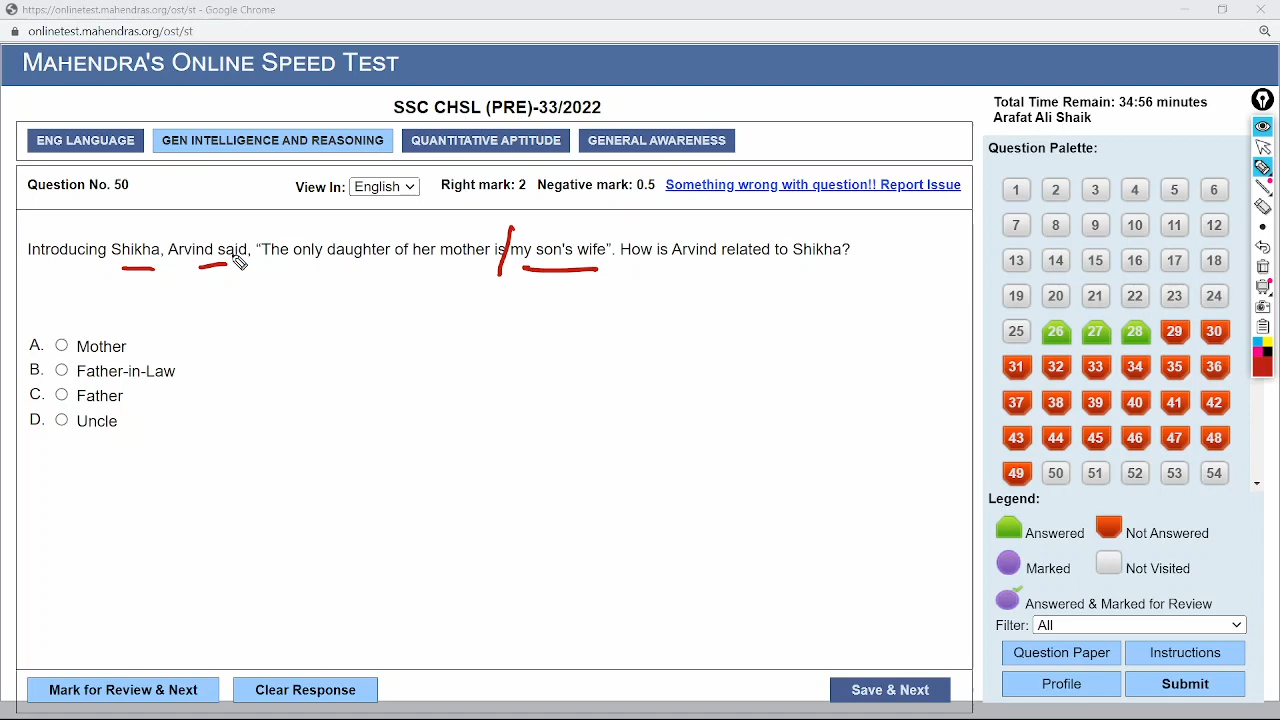 https://onlinetest.mahendras.org/ost/st - Google Chrome
onlinetest.mahendras.org/ost/st
MAHENDRA'S ONLINE SPEED TEST
SSC CHSL (PRE)-33/2022
Total Time Remain: 34:56 minutes
Arafat Ali Shaik
ENG LANGUAGE GEN INTELLIGENCE AND REASONING QUANTITATIVE APTITUDE GENERAL AWARENESS
Question No. 50 View In: English Right mark: 2 Negative mark: 0.5 Something wrong with question!! Report Issue
Introducing Shikha, Arvind said, “The only daughter of her mother is my son's wife”. How is Arvind related to Shikha?
A. Mother
B. Father-in-Law
C. Father
D. Uncle
Mark for Review & Next Clear Response Save & Next
Question Palette:
1 2 3 4 5 6
7 8 9 10 11 12
13 14 15 16 17 18
19 20 21 22 23 24
25 26 27 28 29 30
31 32 33 34 35 36
37 38 39 40 41 42
43 44 45 46 47 48
49 50 51 52 53 54
Legend:
Answered Not Answered
Marked Not Visited
Answered & Marked for Review
Filter: All
Question Paper Instructions
Profile Submit